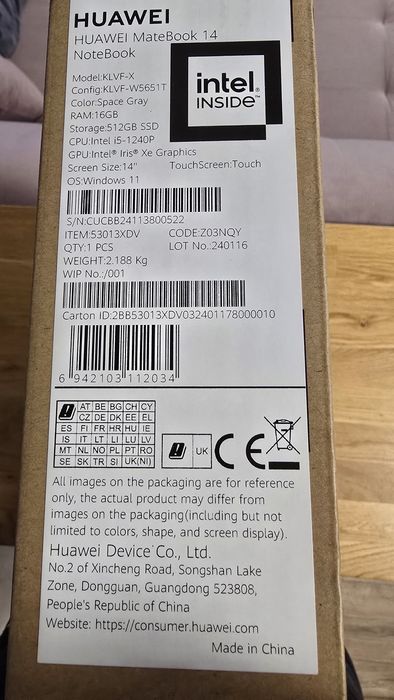 HUAWEI
HUAWEI MateBook 14
NoteBook
intel.
INSIDE™
Model:KLVF-X
Config:KLVF-W5651T
Color:Space Gray
RAM:16GB
Storage:512GB SSD
CPU:Intel i5-1240P
GPU:Intel® Iris® Xe Graphics
Screen Size:14" TouchScreen:Touch
OS:Windows 11
S/N:CUCBB24113800522
ITEM:53013XDV CODE:Z03NQY
QTY:1 PCS LOT No.:240116
WEIGHT:2.188 Kg
WIP No.:/001
Carton ID:2BB53013XDV032401178000010
6 942103 112034
AT BE BG CH CY
CZ DE DK EE EL
ES FI FR HR HU IE
IS IT LT LI LU LV
MT NL NO PL PT RO
SE SK TR SI UK(NI)
UK
CE
All images on the packaging are for reference
only, the actual product may differ from
images on the packaging(including but not
limited to colors, shape, and screen display).
Huawei Device Co., Ltd.
No.2 of Xincheng Road, Songshan Lake
Zone, Dongguan, Guangdong 523808,
People's Republic of China
Website: https://consumer.huawei.com
Made in China